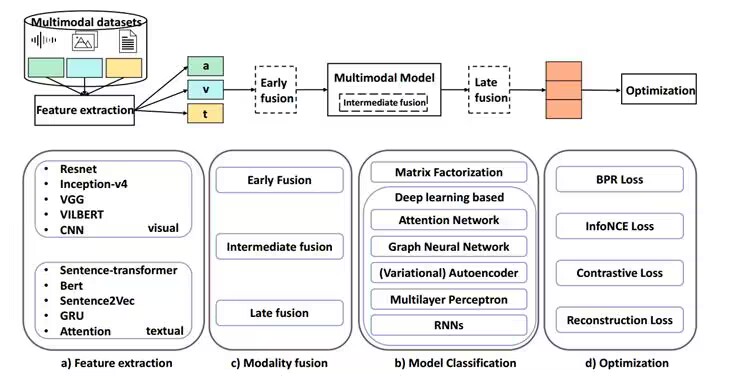 Multimodal datasets
Feature extraction
a
v
t
Early
fusion
Multimodal Model
Intermediate fusion
Late
fusion
Optimization
• Resnet
• Inception-v4
• VGG
• VILBERT
• CNN
visual
• Sentence-transformer
• Bert
• Sentence2Vec
• GRU
• Attention
textual
a) Feature extraction
Early Fusion
Intermediate fusion
Late fusion
c) Modality fusion
Matrix Factorization
Deep learning based
Attention Network
Graph Neural Network
(Variational) Autoencoder
Multilayer Perceptron
RNNs
b) Model Classification
BPR Loss
InfoNCE Loss
Contrastive Loss
Reconstruction Loss
d) Optimization